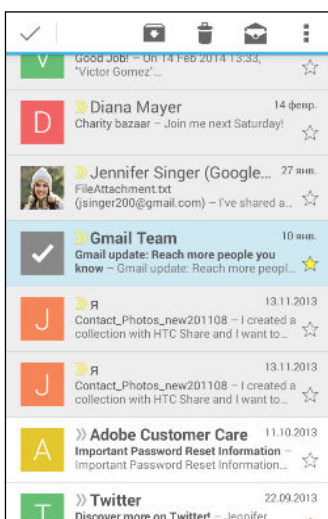 V
Good Job! – On 14 Feb 2014 13:33,
"Victor Gomez"...
D
Diana Mayer 14 февр.
Charity bazaar – Join me next Saturday!
Jennifer Singer (Google... 27 янв.
FileAttachment.txt
(jsinger200@gmail.com) – I've shared a...
Gmail Team 10 янв.
Gmail update: Reach more people you
know – Gmail update: Reach more peopl...
J
я 13.11.2013
Contact_Photos_new201108 – I created a
collection with HTC Share and I want to...
J
я 13.11.2013
Contact_Photos_new201108 – I created a
collection with HTC Share and I want to...
A
Adobe Customer Care 11.10.2013
Important Password Reset Information –
Important Password Reset Information...
T
Twitter 22.09.2013
Discover more on Twitter! – Jennifer